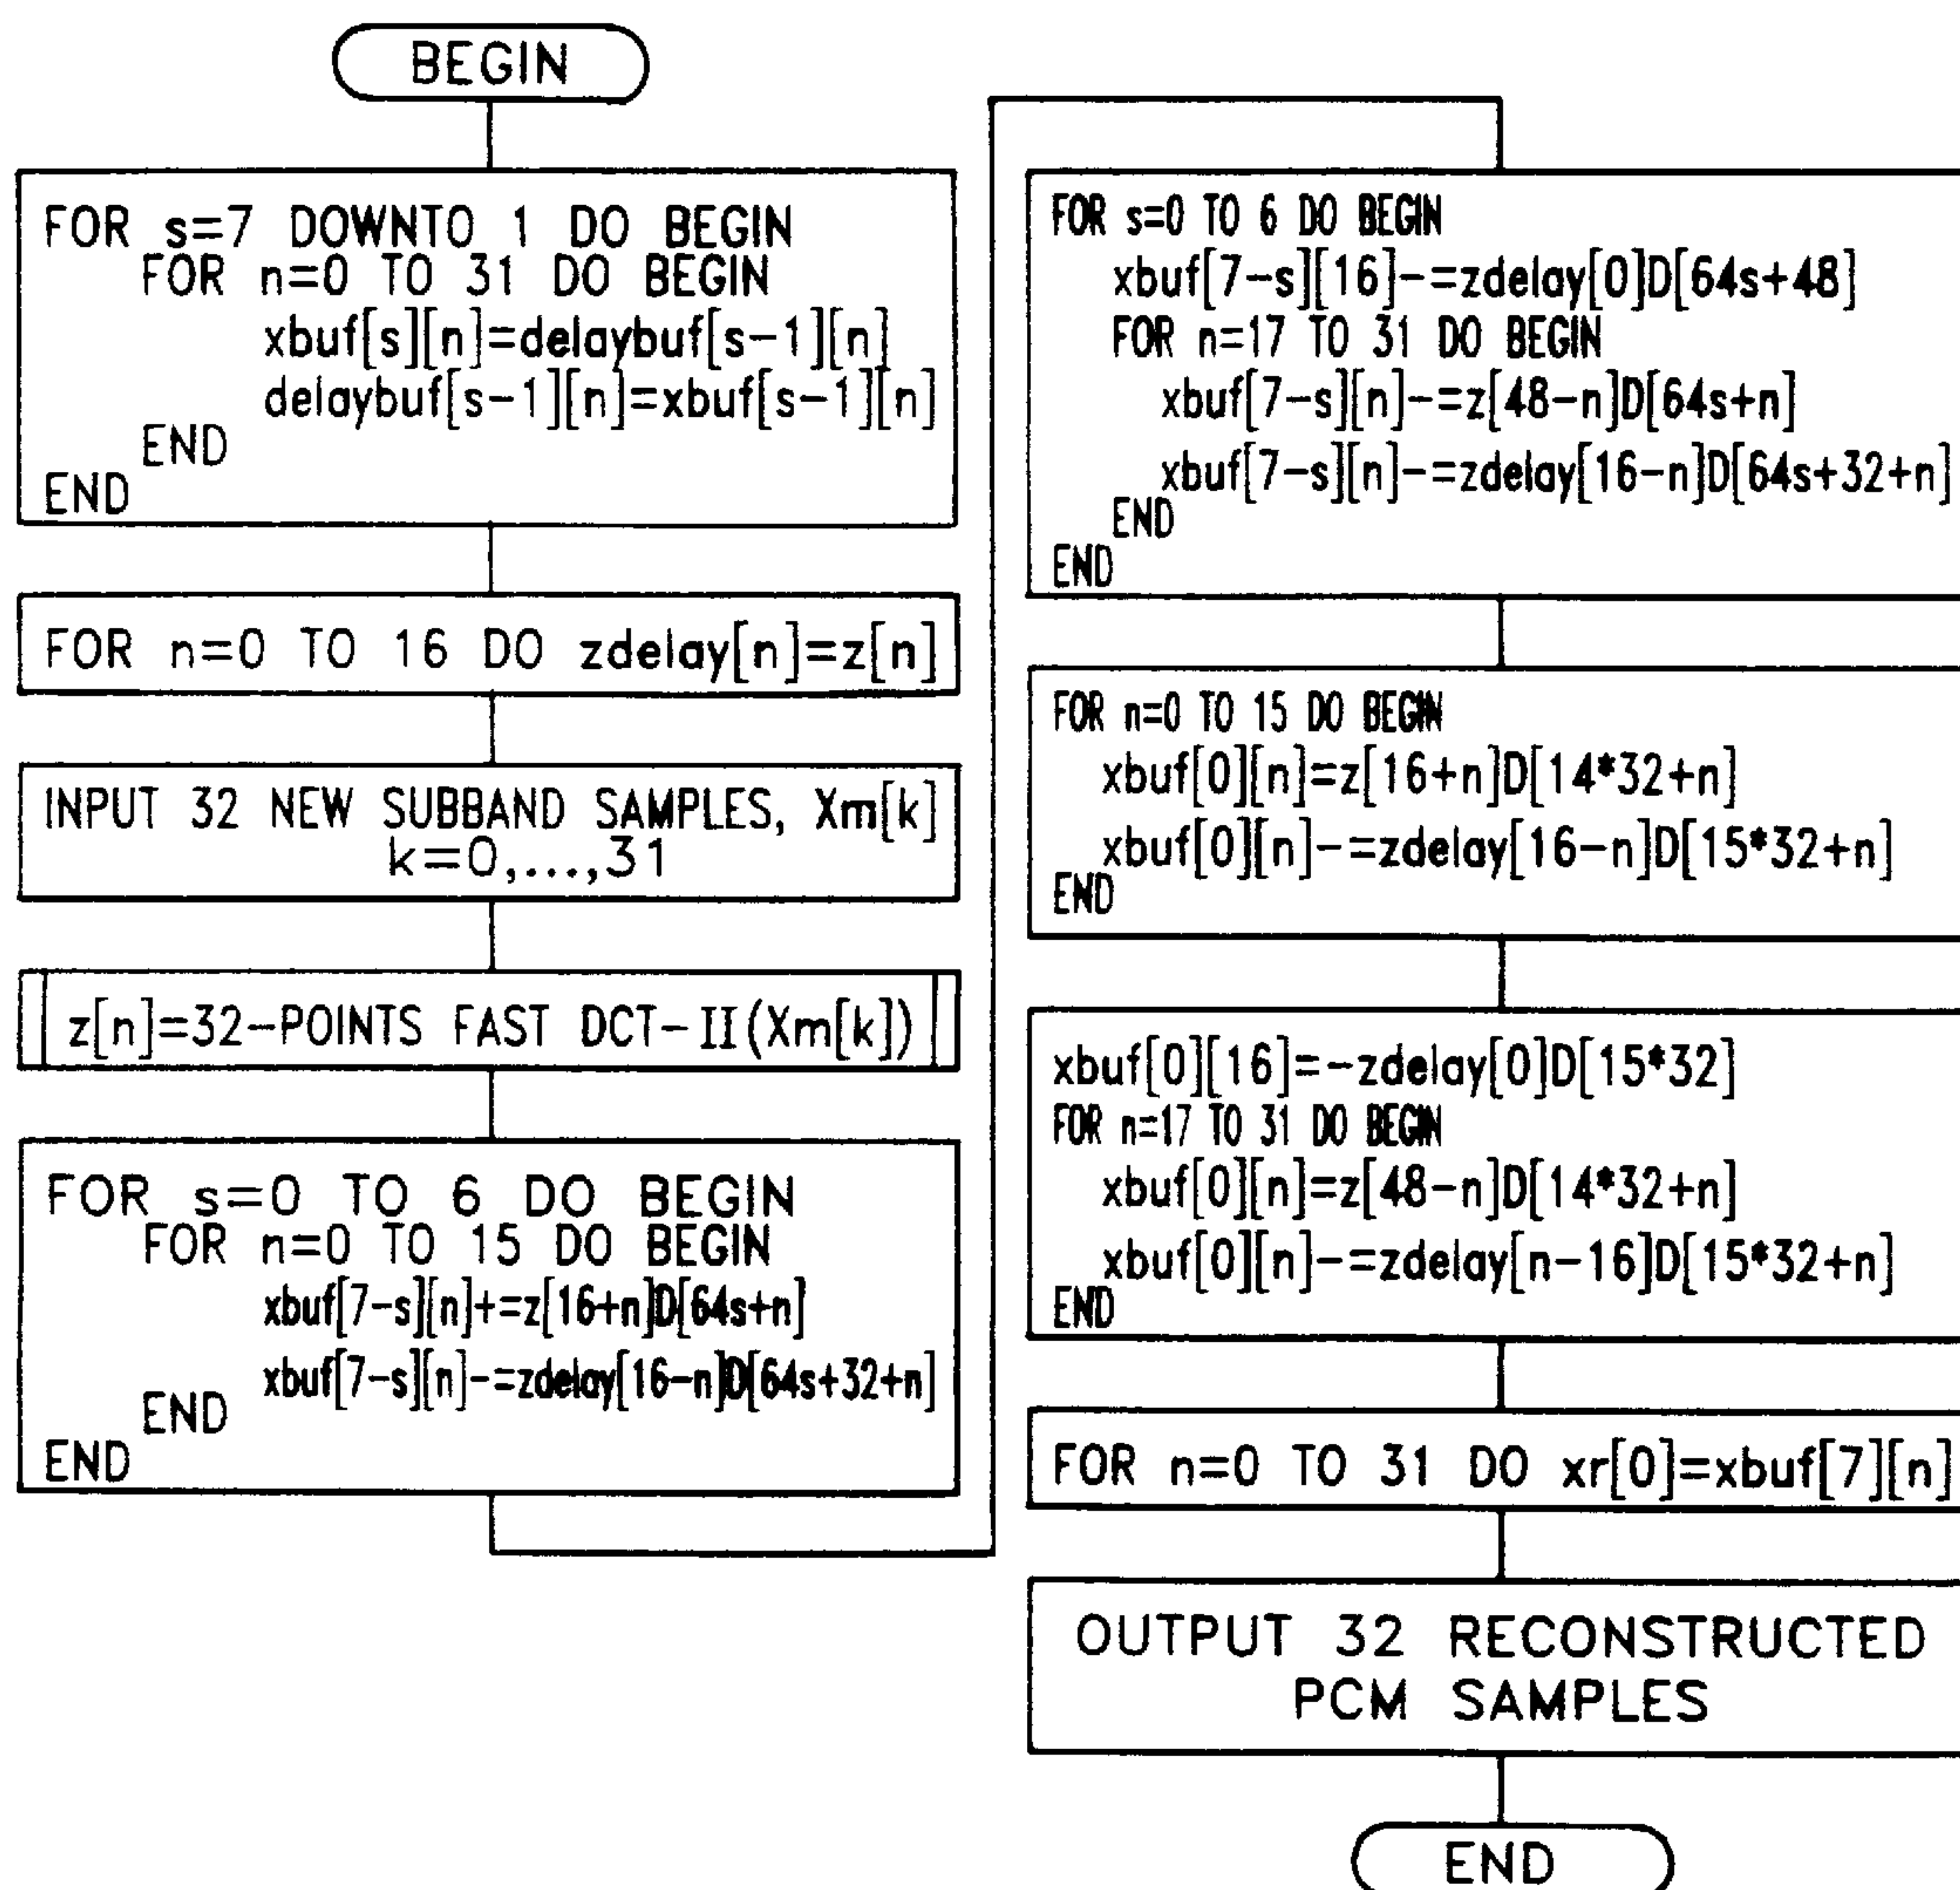 BEGIN
FOR s=7 DOWNTO 1 DO BEGIN
FOR n=0 TO 31 DO BEGIN
xbuf[s][n]=delaybuf[s-1][n]
delaybuf[s-1][n]=xbuf[s-1][n]
END
END
FOR n=0 TO 16 DO zdelay[n]=z[n]
INPUT 32 NEW SUBBAND SAMPLES, Xm[k]
k=0,...,31
z[n]=32-POINTS FAST DCT-II(Xm[k])
FOR s=0 TO 6 DO BEGIN
FOR n=0 TO 15 DO BEGIN
xbuf[7-s][n]+=z[16+n]D[64s+n]
xbuf[7-s][n]-=zdelay[16-n]D[64s+32+n]
END
END
FOR s=0 TO 6 DO BEGIN
xbuf[7-s][16]-=zdelay[0]D[64s+48]
FOR n=17 TO 31 DO BEGIN
xbuf[7-s][n]-=z[48-n]D[64s+n]
xbuf[7-s][n]-=zdelay[16-n]D[64s+32+n]
END
END
FOR n=0 TO 15 DO BEGIN
xbuf[0][n]=z[16+n]D[14*32+n]
xbuf[0][n]-=zdelay[16-n]D[15*32+n]
END
xbuf[0][16]=-zdelay[0]D[15*32]
FOR n=17 TO 31 DO BEGIN
xbuf[0][n]=z[48-n]D[14*32+n]
xbuf[0][n]-=zdelay[n-16]D[15*32+n]
END
FOR n=0 TO 31 DO xr[0]=xbuf[7][n]
OUTPUT 32 RECONSTRUCTED
PCM SAMPLES
END